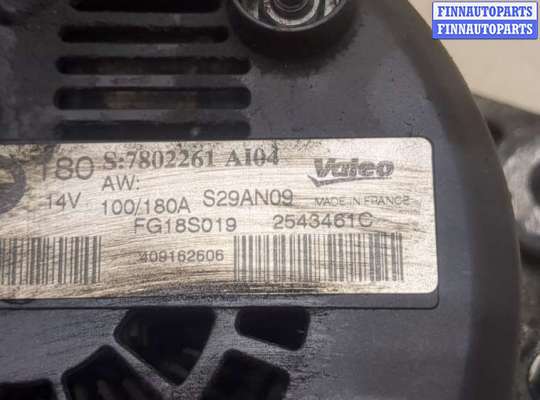 FINNAUTOPARTS
FINNAUTOPARTS
180 S:7802261 AI04
AW:
Valeo
14V 100/180A S29AN09 MADE IN FRANCE
FG18S019 2543461C
409162606